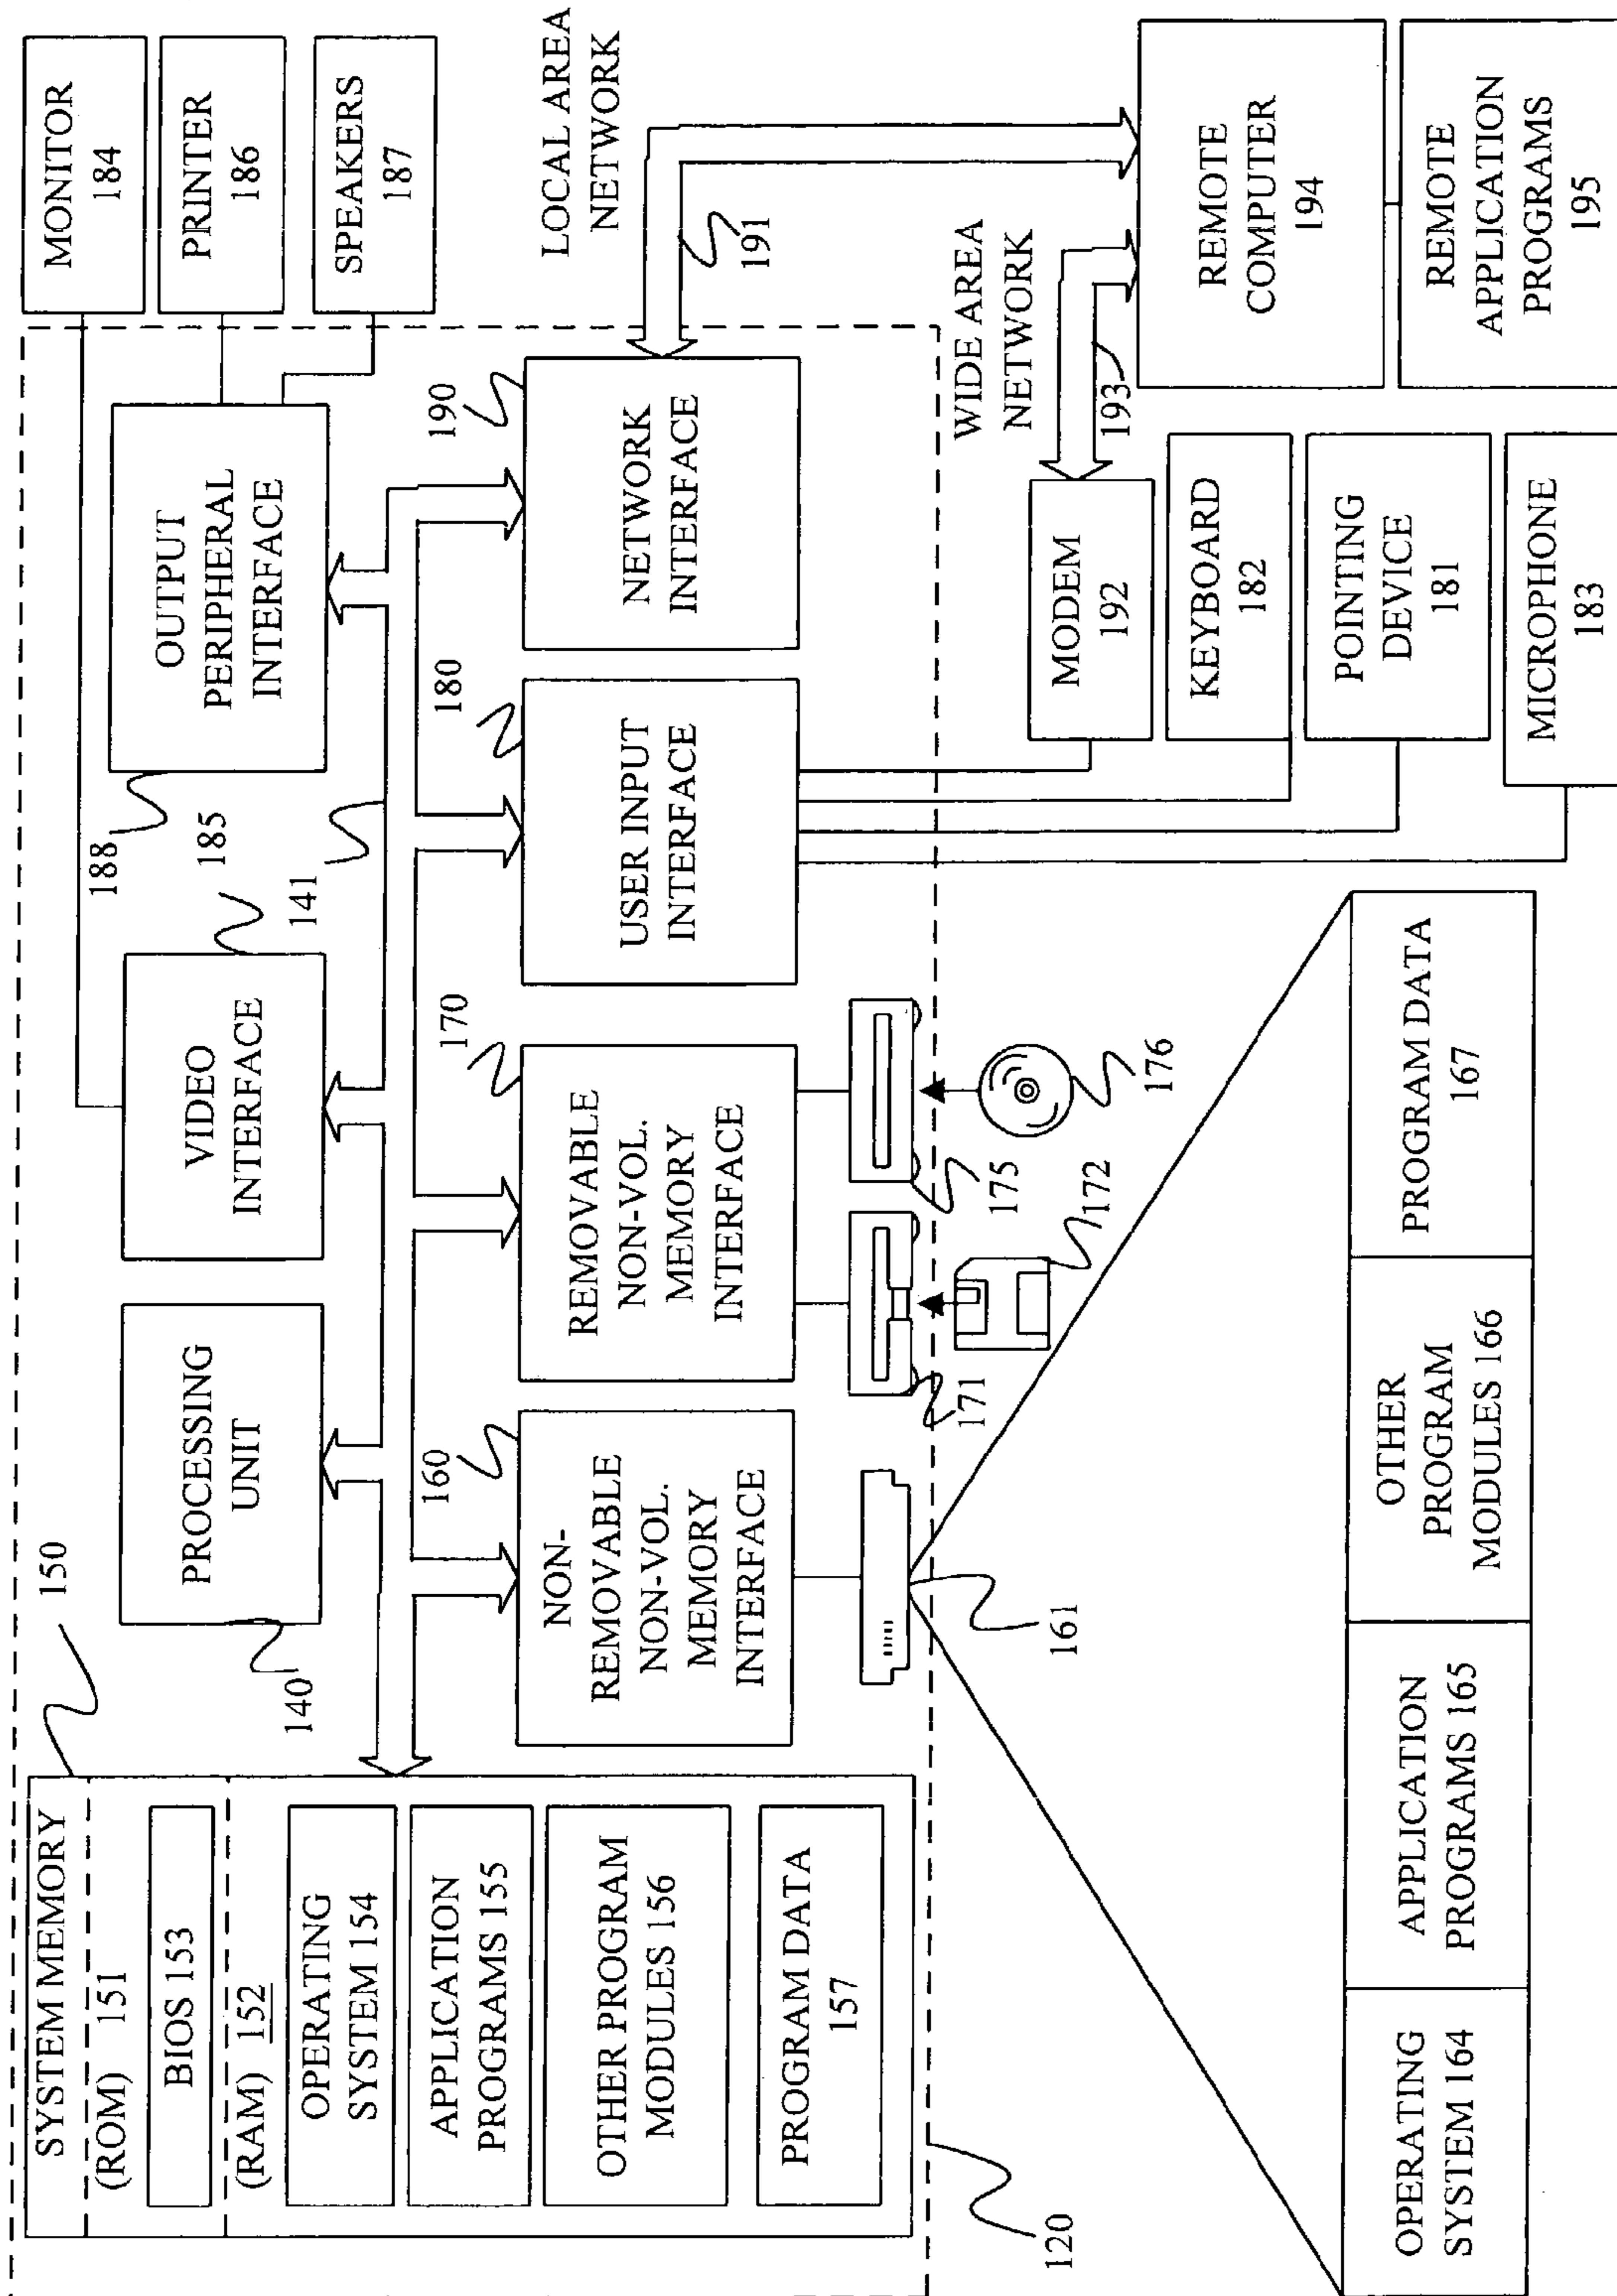 SYSTEM MEMORY
(ROM) 151
BIOS 153
(RAM) 152
OPERATING
SYSTEM 154
APPLICATION
PROGRAMS 155
OTHER PROGRAM
MODULES 156
PROGRAM DATA
157
150
120
PROCESSING
UNIT
140
VIDEO
INTERFACE
188
185
141
OUTPUT
PERIPHERAL
INTERFACE
MONITOR
184
PRINTER
186
SPEAKERS
187
160
NON-
REMOVABLE
NON-VOL.
MEMORY
INTERFACE
170
REMOVABLE
NON-VOL.
MEMORY
INTERFACE
180
USER INPUT
INTERFACE
190
NETWORK
INTERFACE
LOCAL AREA
NETWORK
191
161
171
172
175
176
WIDE AREA
NETWORK
193
MODEM
192
KEYBOARD
182
POINTING
DEVICE
181
MICROPHONE
183
REMOTE
COMPUTER
194
REMOTE
APPLICATION
PROGRAMS
195
OPERATING
SYSTEM 164
APPLICATION
PROGRAMS 165
OTHER
PROGRAM
MODULES 166
PROGRAM DATA
167